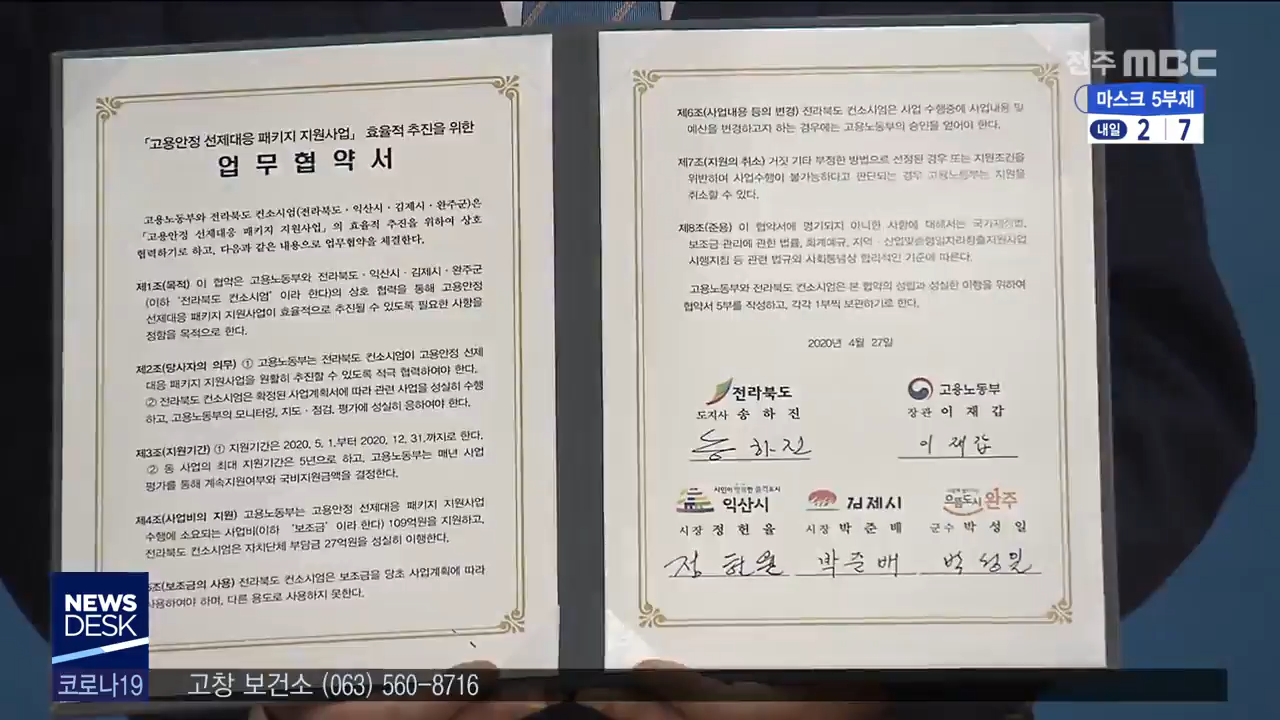 「고용안정 선제대응 패키지 지원사업」 효율적 추진을 위한
업 무 협 약 서
고용노동부와 전라북도 컨소시엄(전라북도·익산시·김제시·완주군)은
「고용안정 선제대응 패키지 지원사업」의 효율적 추진을 위하여 상호
협력하기로 하고, 다음과 같은 내용으로 업무협약을 체결한다.
제1조(목적) 이 협약은 고용노동부와 전라북도·익산시·김제시·완주군
(이하 '전라북도 컨소시엄' 이라 한다)의 상호 협력을 통해 고용안정
선제대응 패키지 지원사업이 효율적으로 추진될 수 있도록 필요한 사항을
정함을 목적으로 한다.
제2조(당사자의 의무) ① 고용노동부는 전라북도 컨소시엄이 고용안정 선제
대응 패키지 지원사업을 원활히 추진할 수 있도록 적극 협력하여야 한다.
② 전라북도 컨소시엄은 확정된 사업계획서에 따라 관련 사업을 성실히 수행
하고, 고용노동부의 모니터링, 지도·점검, 평가에 성실히 응하여야 한다.
제3조(지원기간) ① 지원기간은 2020. 5. 1.부터 2020. 12. 31.까지로 한다.
② 동 사업의 최대 지원기간은 5년으로 하고, 고용노동부는 매년 사업
평가를 통해 계속지원여부와 국비지원금액을 결정한다.
제4조(사업비의 지원) 고용노동부는 고용안정 선제대응 패키지 지원사업
수행에 소요되는 사업비(이하 '보조금' 이라 한다) 109억원을 지원하고,
전라북도 컨소시엄은 자치단체 부담금 27억원을 성실히 이행한다.
5조(보조금의 사용) 전라북도 컨소시엄은 보조금을 당초 사업계획에 따라
사용하여야 하며, 다른 용도로 사용하지 못한다.
제6조(사업내용 등의 변경) 전라북도 컨소시엄은 사업 수행중에 사업내용 및
예산을 변경하고자 하는 경우에는 고용노동부의 승인을 얻어야 한다.
제7조(지원의 취소) 거짓 기타 부정한 방법으로 선정된 경우 또는 지원조건을
위반하여 사업수행이 불가능하다고 판단되는 경우 고용노동부는 지원을
취소할 수 있다.
제8조(준용) 이 협약서에 명기되지 아니한 사항에 대해서는 국가재정법,
보조금 관리에 관한 법률, 회계예규, 지역·산업맞춤형일자리창출지원사업
시행지침 등 관련 법규와 사회통념상 합리적인 기준에 따른다.
고용노동부와 전라북도 컨소시엄은 본 협약의 성립과 성실한 이행을 위하여
협약서 5부를 작성하고, 각각 1부씩 보관하기로 한다.
2020년 4월 27일
전라북도 고용노동부
도지사 송 하 진 장관 이 재 갑
송 하 진 이 재 갑
익산시 김제시 으뜸도시 완주
시장 정 헌 율 시장 박 준 배 군수 박 성 일
정 헌 율 박 준 배 박 성 일
전주 MBC
마스크 5부제
내일 2 7
NEWS
DESK
코로나19 고창 보건소 (063) 560-8716